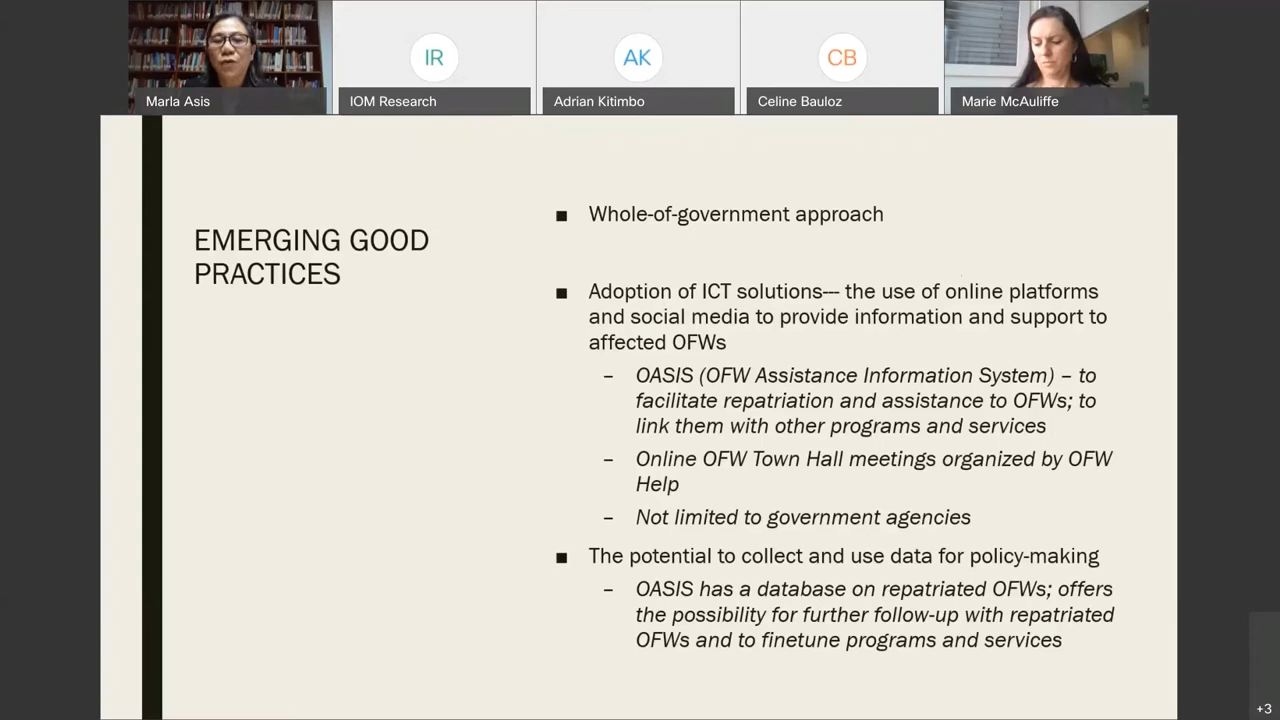 Marla Asis
IR
IOM Research
AK
Adrian Kitimbo
CB
Celine Bauloz
Marie McAuliffe
EMERGING GOOD
PRACTICES
■ Whole-of-government approach
■ Adoption of ICT solutions--- the use of online platforms
and social media to provide information and support to
affected OFWs
– OASIS (OFW Assistance Information System) – to
facilitate repatriation and assistance to OFWs; to
link them with other programs and services
– Online OFW Town Hall meetings organized by OFW
Help
– Not limited to government agencies
■ The potential to collect and use data for policy-making
– OASIS has a database on repatriated OFWs; offers
the possibility for further follow-up with repatriated
OFWs and to finetune programs and services
+3